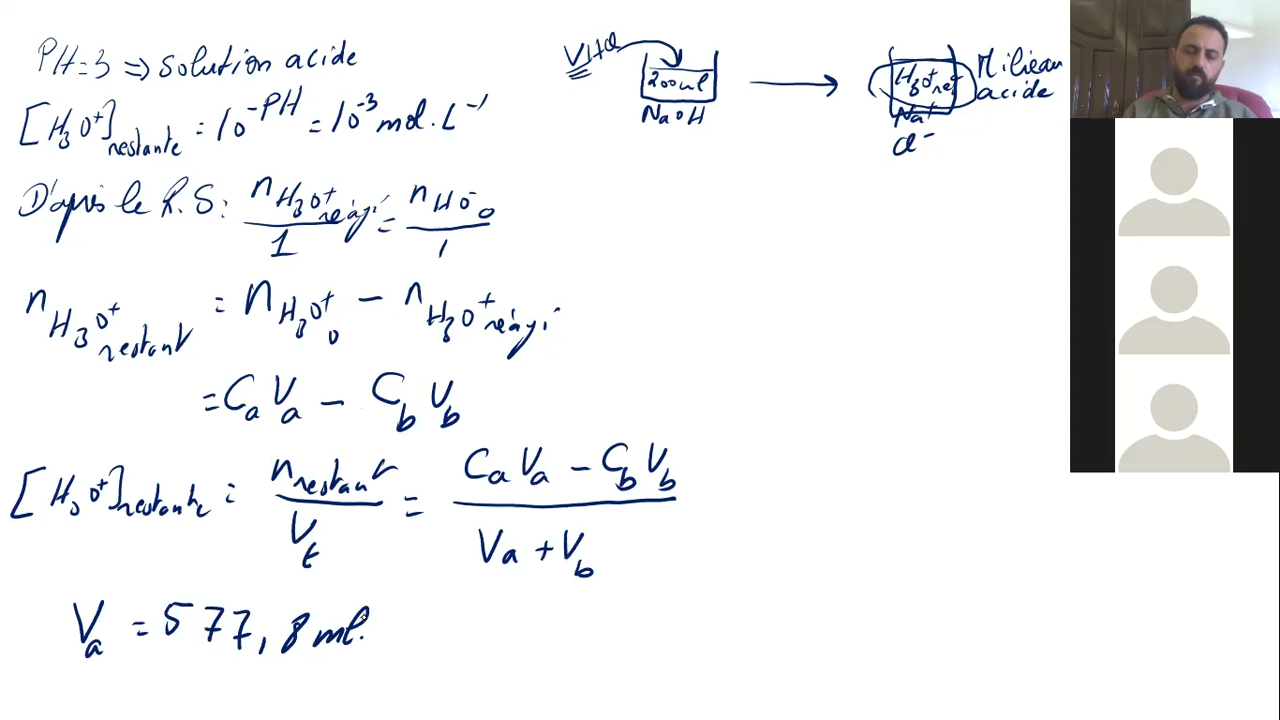 PH=3 => solution acide
[H3O+]restante = 10^-PH = 10^-3 mol.L^-1
D'après le R.S: nH3O+ réagi / 1 = nHO-0 / 1
nH3O+ restant = nH3O+0 - nH3O+ réagi
= CaVa - CbVb
[H3O+]restante = nrestant / Vt = (CaVa - CbVb) / (Va + Vb)
Va = 577,8 ml.
VHCl
200ml
NaOH
H3O+ rest
Na+
Cl-
Milieau
acide